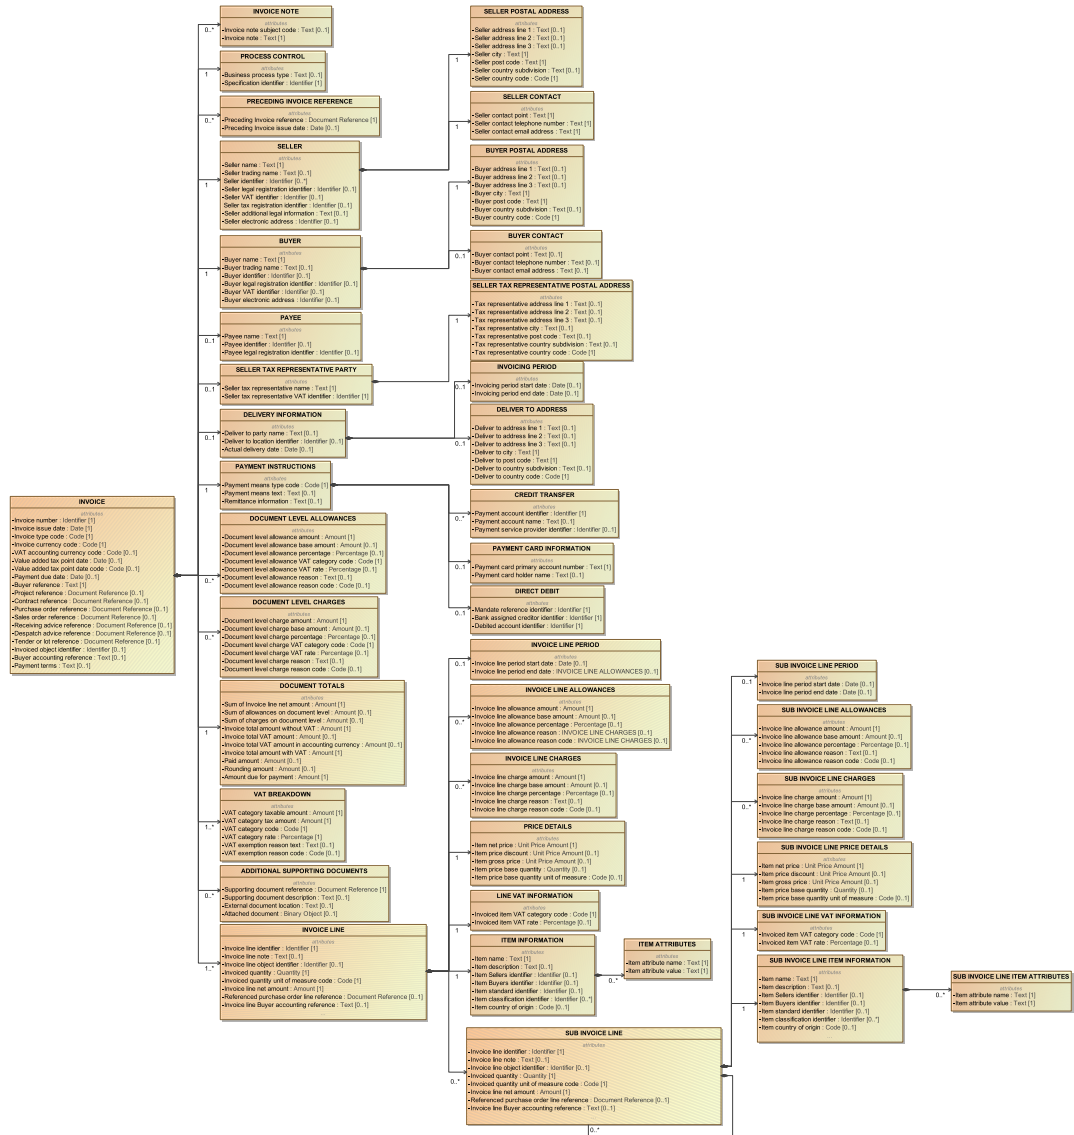 INVOICE
attributes
-Invoice number : Identifier [1]
-Invoice issue date : Date [1]
-Invoice type code : Code [1]
-Invoice currency code : Code [1]
-VAT accounting currency code : Code [0..1]
-Value added tax point date : Date [0..1]
-Value added tax point date code : Code [0..1]
-Payment due date : Date [0..1]
-Buyer reference : Text [1]
-Project reference : Document Reference [0..1]
-Contract reference : Document Reference [0..1]
-Purchase order reference : Document Reference [0..1]
-Sales order reference : Document Reference [0..1]
-Receiving advice reference : Document Reference [0..1]
-Despatch advice reference : Document Reference [0..1]
-Tender or lot reference : Document Reference [0..1]
-Invoiced object identifier : Identifier [0..1]
-Buyer accounting reference : Text [0..1]
-Payment terms : Text [0..1]
0..*
INVOICE NOTE
attributes
-Invoice note subject code : Text [0..1]
-Invoice note : Text [1]
1
PROCESS CONTROL
attributes
-Business process type : Text [0..1]
-Specification identifier : Identifier [1]
0..*
PRECEDING INVOICE REFERENCE
attributes
-Preceding Invoice reference : Document Reference [1]
-Preceding Invoice issue date : Date [0..1]
1
SELLER
attributes
-Seller name : Text [1]
-Seller trading name : Text [0..1]
Seller identifier : Identifier [0..*]
-Seller legal registration identifier : Identifier [0..1]
-Seller VAT identifier : Identifier [0..1]
Seller tax registration identifier : Identifier [0..1]
-Seller additional legal information : Text [0..1]
-Seller electronic address : Identifier [0..1]
1
BUYER
attributes
-Buyer name : Text [1]
-Buyer trading name : Text [0..1]
-Buyer identifier : Identifier [0..1]
-Buyer legal registration identifier : Identifier [0..1]
-Buyer VAT identifier : Identifier [0..1]
-Buyer electronic address : Identifier [0..1]
0..1
PAYEE
attributes
-Payee name : Text [1]
-Payee identifier : Identifier [0..1]
-Payee legal registration identifier : Identifier [0..1]
0..1
SELLER TAX REPRESENTATIVE PARTY
attributes
-Seller tax representative name : Text [1]
-Seller tax representative VAT identifier : Identifier [1]
0..1
DELIVERY INFORMATION
attributes
-Deliver to party name : Text [0..1]
-Deliver to location identifier : Identifier [0..1]
-Actual delivery date : Date [0..1]
1
PAYMENT INSTRUCTIONS
attributes
-Payment means type code : Code [1]
-Payment means text : Text [0..1]
-Remittance information : Text [0..1]
0..*
DOCUMENT LEVEL ALLOWANCES
attributes
-Document level allowance amount : Amount [1]
-Document level allowance base amount : Amount [0..1]
-Document level allowance percentage : Percentage [0..1]
-Document level allowance VAT category code : Code [1]
-Document level allowance VAT rate : Percentage [0..1]
-Document level allowance reason : Text [0..1]
-Document level allowance reason code : Code [0..1]
0..*
DOCUMENT LEVEL CHARGES
attributes
-Document level charge amount : Amount [1]
-Document level charge base amount : Amount [0..1]
-Document level charge percentage : Percentage [0..1]
-Document level charge VAT category code : Code [1]
-Document level charge VAT rate : Percentage [0..1]
-Document level charge reason : Text [0..1]
-Document level charge reason code : Code [0..1]
1
DOCUMENT TOTALS
attributes
-Sum of Invoice line net amount : Amount [1]
-Sum of allowances on document level : Amount [0..1]
-Sum of charges on document level : Amount [0..1]
-Invoice total amount without VAT : Amount [1]
-Invoice total VAT amount : Amount [0..1]
-Invoice total VAT amount in accounting currency : Amount [0..1]
-Invoice total amount with VAT : Amount [1]
-Paid amount : Amount [0..1]
-Rounding amount : Amount [0..1]
-Amount due for payment : Amount [1]
1..*
VAT BREAKDOWN
attributes
-VAT category taxable amount : Amount [1]
-VAT category tax amount : Amount [1]
-VAT category code : Code [1]
-VAT category rate : Percentage [1]
-VAT exemption reason text : Text [0..1]
-VAT exemption reason code : Code [0..1]
0..*
ADDITIONAL SUPPORTING DOCUMENTS
attributes
-Supporting document reference : Document Reference [1]
-Supporting document description : Text [0..1]
-External document location : Text [0..1]
-Attached document : Binary Object [0..1]
1..*
INVOICE LINE
attributes
-Invoice line identifier : Identifier [1]
-Invoice line note : Text [0..1]
-Invoice line object identifier : Identifier [0..1]
-Invoiced quantity : Quantity [1]
-Invoiced quantity unit of measure code : Code [1]
-Invoice line net amount : Amount [1]
-Referenced purchase order line reference : Document Reference [0..1]
-Invoice line Buyer accounting reference : Text [0..1]
1
SELLER POSTAL ADDRESS
attributes
-Seller address line 1 : Text [0..1]
-Seller address line 2 : Text [0..1]
-Seller address line 3 : Text [0..1]
-Seller city : Text [1]
-Seller post code : Text [1]
-Seller country subdivision : Text [0..1]
-Seller country code : Code [1]
1
SELLER CONTACT
attributes
-Seller contact point : Text [1]
-Seller contact telephone number : Text [1]
-Seller contact email address : Text [1]
1
BUYER POSTAL ADDRESS
attributes
-Buyer address line 1 : Text [0..1]
-Buyer address line 2 : Text [0..1]
-Buyer address line 3 : Text [0..1]
-Buyer city : Text [1]
-Buyer post code : Text [1]
-Buyer country subdivision : Text [0..1]
-Buyer country code : Code [1]
0..1
BUYER CONTACT
attributes
-Buyer contact point : Text [0..1]
-Buyer contact telephone number : Text [0..1]
-Buyer contact email address : Text [0..1]
1
SELLER TAX REPRESENTATIVE POSTAL ADDRESS
attributes
-Tax representative address line 1 : Text [0..1]
-Tax representative address line 2 : Text [0..1]
-Tax representative address line 3 : Text [0..1]
-Tax representative city : Text [0..1]
-Tax representative post code : Text [0..1]
-Tax representative country subdivision : Text [0..1]
-Tax representative country code : Code [1]
0..1
INVOICING PERIOD
attributes
-Invoicing period start date : Date [0..1]
-Invoicing period end date : Date [0..1]
0..1
DELIVER TO ADDRESS
attributes
-Deliver to address line 1 : Text [0..1]
-Deliver to address line 2 : Text [0..1]
-Deliver to address line 3 : Text [0..1]
-Deliver to city : Text [1]
-Deliver to post code : Text [1]
-Deliver to country subdivision : Text [0..1]
-Deliver to country code : Code [1]
0..*
CREDIT TRANSFER
attributes
-Payment account identifier : Identifier [1]
-Payment account name : Text [0..1]
-Payment service provider identifier : Identifier [0..1]
0..1
PAYMENT CARD INFORMATION
attributes
-Payment card primary account number : Text [1]
-Payment card holder name : Text [0..1]
0..1
DIRECT DEBIT
attributes
-Mandate reference identifier : Identifier [1]
-Bank assigned creditor identifier : Identifier [1]
-Debited account identifier : Identifier [1]
0..1
INVOICE LINE PERIOD
attributes
-Invoice line period start date : Date [0..1]
-Invoice line period end date : INVOICE LINE ALLOWANCES [0..1]
0..*
INVOICE LINE ALLOWANCES
attributes
-Invoice line allowance amount : Amount [1]
-Invoice line allowance base amount : Amount [0..1]
-Invoice line allowance percentage : Percentage [0..1]
-Invoice line allowance reason : INVOICE LINE CHARGES [0..1]
-Invoice line allowance reason code : INVOICE LINE CHARGES [0..1]
0..*
INVOICE LINE CHARGES
attributes
-Invoice line charge amount : Amount [1]
-Invoice line charge base amount : Amount [0..1]
-Invoice line charge percentage : Percentage [0..1]
-Invoice line charge reason : Text [0..1]
-Invoice line charge reason code : Code [0..1]
1
PRICE DETAILS
attributes
-Item net price : Unit Price Amount [1]
-Item price discount : Unit Price Amount [0..1]
-Item gross price : Unit Price Amount [0..1]
-Item price base quantity : Quantity [0..1]
-Item price base quantity unit of measure : Code [0..1]
1
LINE VAT INFORMATION
attributes
-Invoiced item VAT category code : Code [1]
-Invoiced item VAT rate : Percentage [0..1]
1
ITEM INFORMATION
attributes
-Item name : Text [1]
-Item description : Text [0..1]
-Item Sellers identifier : Identifier [0..1]
-Item Buyers identifier : Identifier [0..1]
-Item standard identifier : Identifier [0..1]
-Item classification identifier : Identifier [0..*]
-Item country of origin : Code [0..1]
0..*
ITEM ATTRIBUTES
attributes
-Item attribute name : Text [1]
-Item attribute value : Text [1]
0..*
SUB INVOICE LINE
attributes
-Invoice line identifier : Identifier [1]
-Invoice line note : Text [0..1]
-Invoice line object identifier : Identifier [0..1]
-Invoiced quantity : Quantity [1]
-Invoiced quantity unit of measure code : Code [1]
-Invoice line net amount : Amount [1]
-Referenced purchase order line reference : Document Reference [0..1]
-Invoice line Buyer accounting reference : Text [0..1]
0..*
0..1
SUB INVOICE LINE PERIOD
attributes
-Invoice line period start date : Date [0..1]
-Invoice line period end date : Date [0..1]
0..*
SUB INVOICE LINE ALLOWANCES
attributes
-Invoice line allowance amount : Amount [1]
-Invoice line allowance base amount : Amount [0..1]
-Invoice line allowance percentage : Percentage [0..1]
-Invoice line allowance reason : Text [0..1]
-Invoice line allowance reason code : Code [0..1]
0..*
SUB INVOICE LINE CHARGES
attributes
-Invoice line charge amount : Amount [1]
-Invoice line charge base amount : Amount [0..1]
-Invoice line charge percentage : Percentage [0..1]
-Invoice line charge reason : Text [0..1]
-Invoice line charge reason code : Code [0..1]
1
SUB INVOICE LINE PRICE DETAILS
attributes
-Item net price : Unit Price Amount [1]
-Item price discount : Unit Price Amount [0..1]
-Item gross price : Unit Price Amount [0..1]
-Item price base quantity : Quantity [0..1]
-Item price base quantity unit of measure : Code [0..1]
1
SUB INVOICE LINE VAT INFORMATION
attributes
-Invoiced item VAT category code : Code [1]
-Invoiced item VAT rate : Percentage [0..1]
1
SUB INVOICE LINE ITEM INFORMATION
attributes
-Item name : Text [1]
-Item description : Text [0..1]
-Item Sellers identifier : Identifier [0..1]
-Item Buyers identifier : Identifier [0..1]
-Item standard identifier : Identifier [0..1]
-Item classification identifier : Identifier [0..*]
-Item country of origin : Code [0..1]
0..*
SUB INVOICE LINE ITEM ATTRIBUTES
attributes
-Item attribute name : Text [1]
-Item attribute value : Text [1]